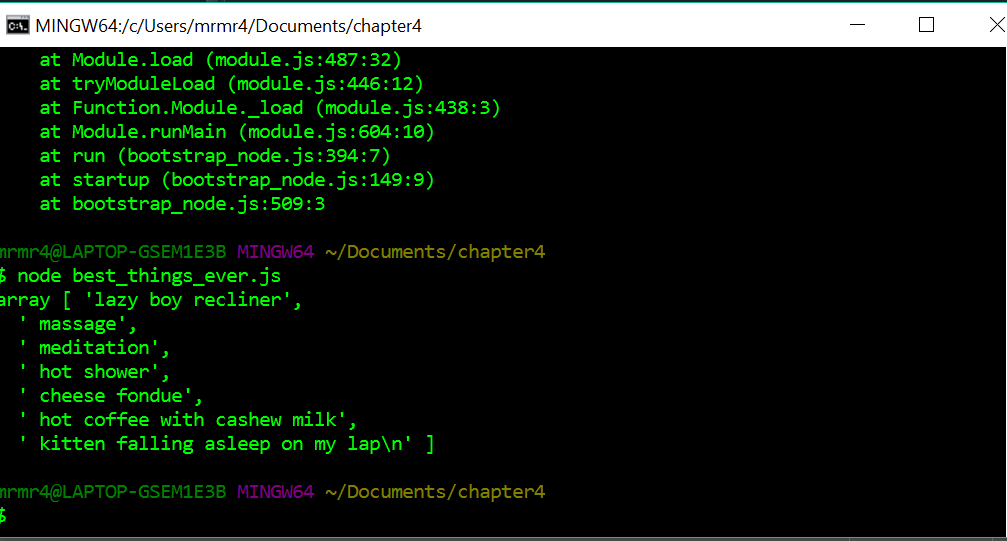 MINGW64:/c/Users/mrmr4/Documents/chapter4
at Module.load (module.js:487:32)
at tryModuleLoad (module.js:446:12)
at Function.Module._load (module.js:438:3)
at Module.runMain (module.js:604:10)
at run (bootstrap_node.js:394:7)
at startup (bootstrap_node.js:149:9)
at bootstrap_node.js:509:3
mrmr4@LAPTOP-GSEM1E3B MINGW64 ~/Documents/chapter4
$ node best_things_ever.js
array [ 'lazy boy recliner',
' massage',
' meditation',
' hot shower',
' cheese fondue',
' hot coffee with cashew milk',
' kitten falling asleep on my lap\n' ]
mrmr4@LAPTOP-GSEM1E3B MINGW64 ~/Documents/chapter4
$